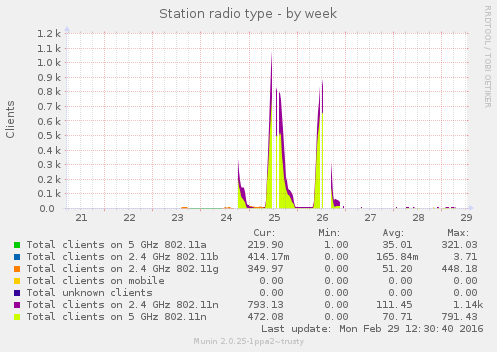 Station radio type - by week
RRDTOOL / TOBI OETIKER
Clients
1.2 k
1.1 k
1.0 k
0.9 k
0.8 k
0.7 k
0.6 k
0.5 k
0.4 k
0.3 k
0.2 k
0.1 k
0.0
21 22 23 24 25 26 27 28 29
Cur: Min: Avg: Max:
Total clients on 5 GHz 802.11a 219.90 1.00 35.01 321.03
Total clients on 2.4 GHz 802.11b 414.17m 0.00 165.84m 3.71
Total clients on 2.4 GHz 802.11g 349.97 0.00 51.20 448.18
Total clients on mobile 0.00 0.00 0.00 0.00
Total unknown clients 0.00 0.00 0.00 0.00
Total clients on 2.4 GHz 802.11n 793.13 0.00 111.45 1.14k
Total clients on 5 GHz 802.11n 472.08 0.00 70.71 791.43
Last update: Mon Feb 29 12:30:40 2016
Munin 2.0.25-1ppa2~trusty